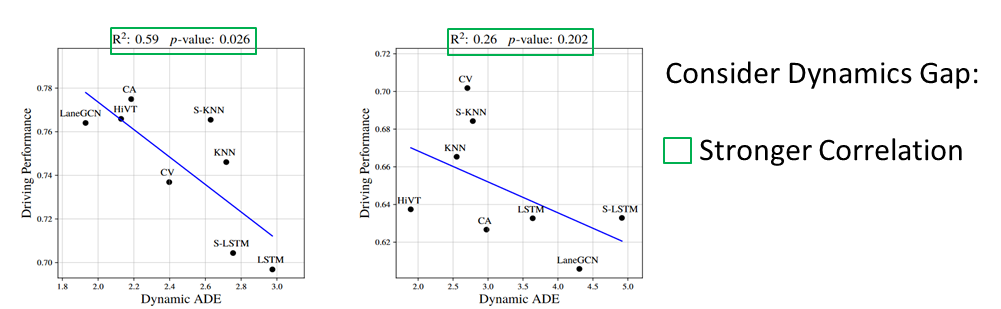 R²: 0.59 p-value: 0.026
0.78
0.76
0.74
0.72
0.70
Driving Performance
CA
HiVT
LaneGCN
S-KNN
KNN
CV
S-LSTM
LSTM
1.8 2.0 2.2 2.4 2.6 2.8 3.0
Dynamic ADE
R²: 0.26 p-value: 0.202
0.72
0.70
0.68
0.66
0.64
0.62
Driving Performance
CV
S-KNN
KNN
HiVT
CA
LSTM
S-LSTM
LaneGCN
2.0 2.5 3.0 3.5 4.0 4.5 5.0
Dynamic ADE
Consider Dynamics Gap:
Stronger Correlation